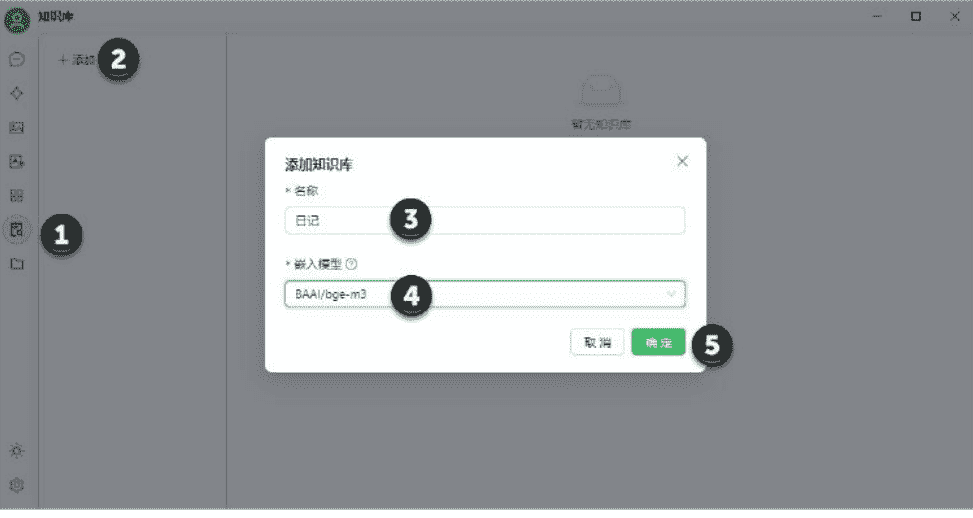 知识库
+ 添加
2
暂无知识库
添加知识库
* 名称
日记
3
1
* 嵌入模型
BAAI/bge-m3
4
取消
确定
5